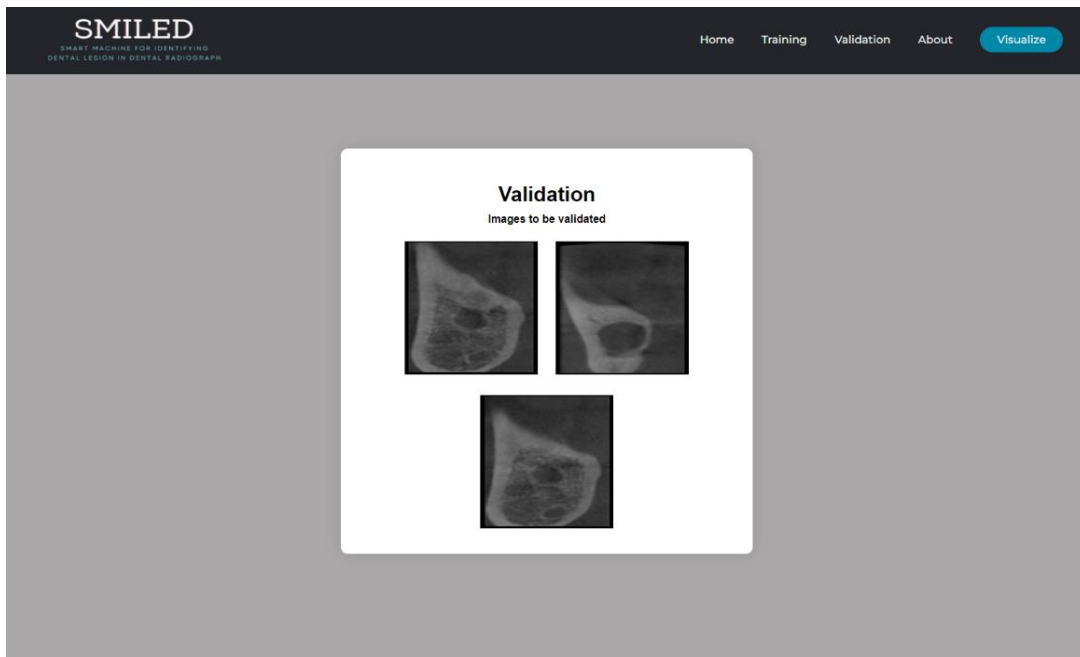 SMILED
SMART MACHINE FOR IDENTIFYING
DENTAL LESION IN DENTAL RADIOGRAPH
Home Training Validation About Visualize
Validation
Images to be validated